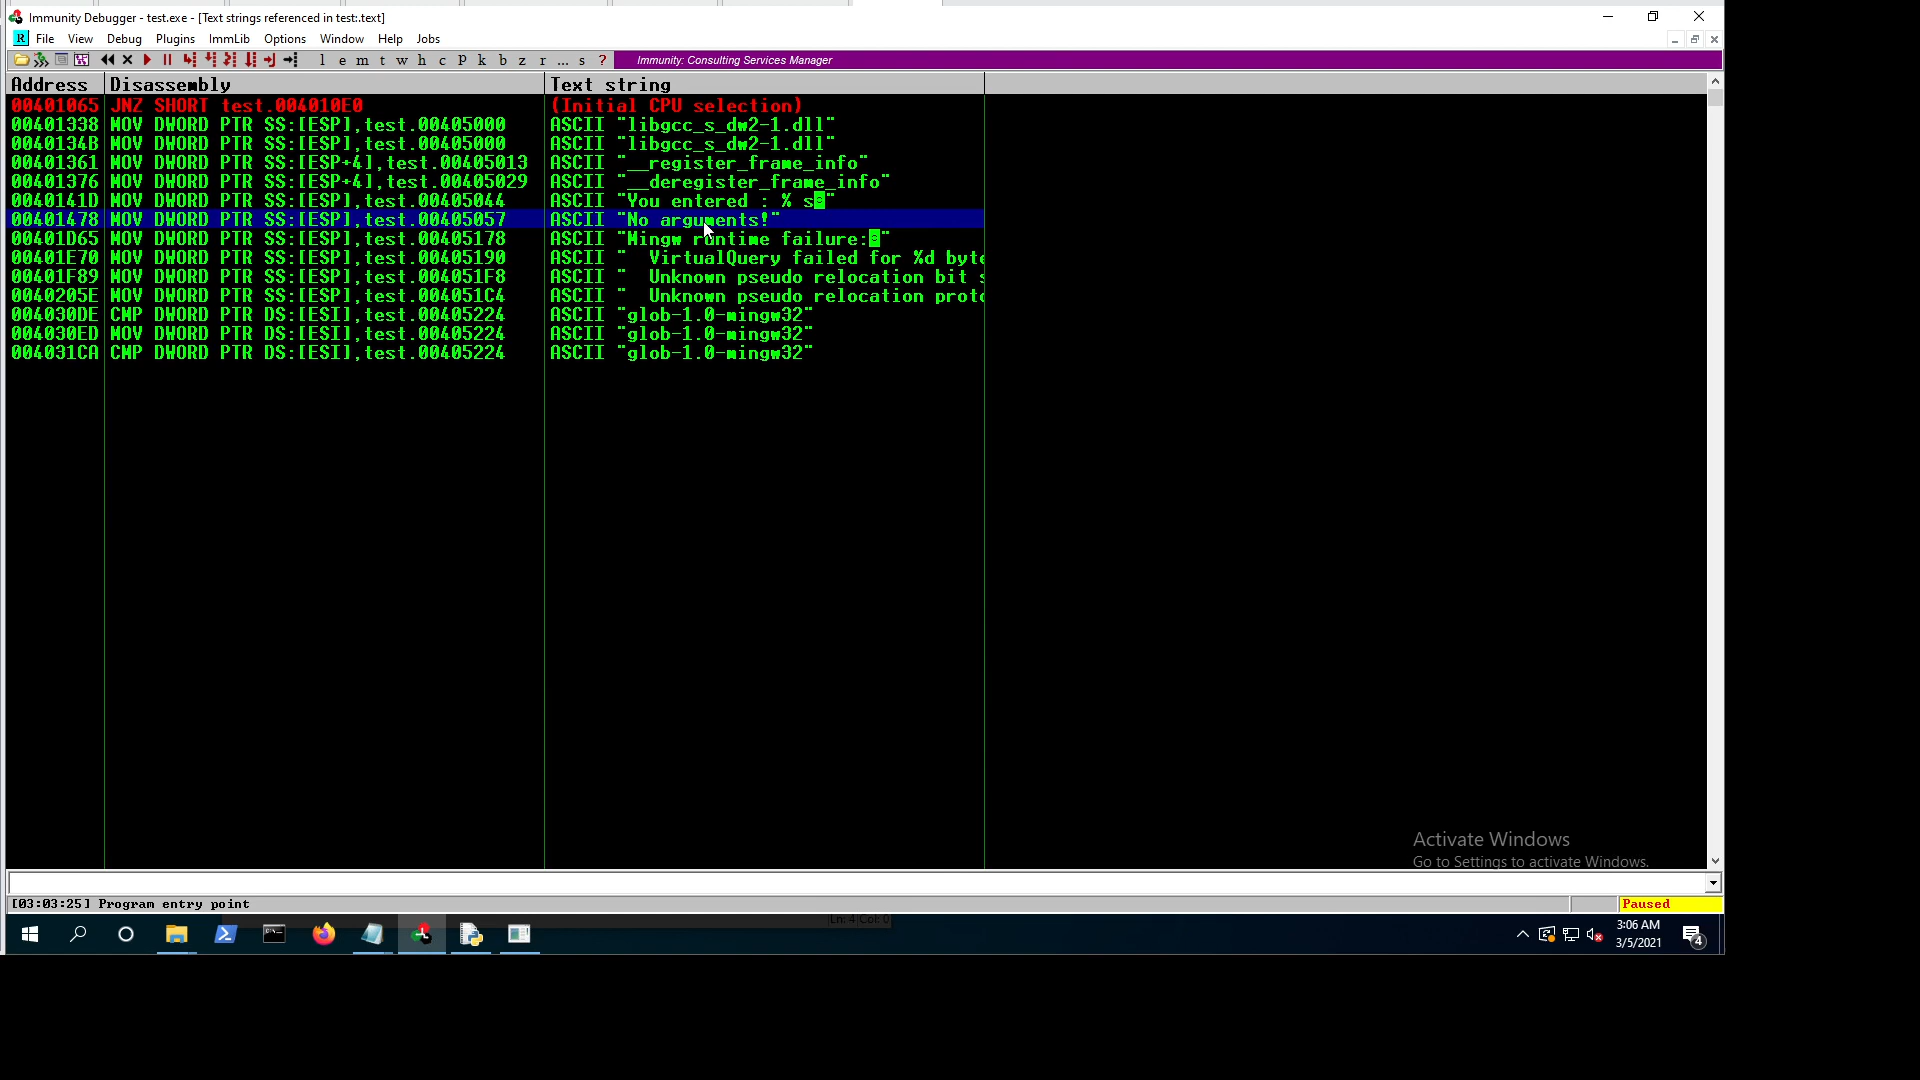 Immunity Debugger - test.exe - [Text strings referenced in test:.text]
R File View Debug Plugins ImmLib Options Window Help Jobs
l e m t w h c P k b z r ... s ? Immunity: Consulting Services Manager
Address Disassembly Text string
00401065 JNZ SHORT test.004010E0 (Initial CPU selection)
00401338 MOV DWORD PTR SS:[ESP],test.00405000 ASCII "libgcc_s_dw2-1.dll"
0040134B MOV DWORD PTR SS:[ESP],test.00405000 ASCII "libgcc_s_dw2-1.dll"
00401361 MOV DWORD PTR SS:[ESP+4],test.00405013 ASCII "__register_frame_info"
00401376 MOV DWORD PTR SS:[ESP+4],test.00405029 ASCII "__deregister_frame_info"
0040141D MOV DWORD PTR SS:[ESP],test.00405044 ASCII "You entered : % s"
00401478 MOV DWORD PTR SS:[ESP],test.00405057 ASCII "No arguments!"
00401D65 MOV DWORD PTR SS:[ESP],test.00405178 ASCII "Mingw runtime failure:"
00401E70 MOV DWORD PTR SS:[ESP],test.00405190 ASCII " VirtualQuery failed for %d byte
00401F89 MOV DWORD PTR SS:[ESP],test.004051F8 ASCII " Unknown pseudo relocation bit s
0040205E MOV DWORD PTR SS:[ESP],test.004051C4 ASCII " Unknown pseudo relocation proto
004030DE CMP DWORD PTR DS:[ESI],test.00405224 ASCII "glob-1.0-mingw32"
004030ED MOV DWORD PTR DS:[ESI],test.00405224 ASCII "glob-1.0-mingw32"
004031CA CMP DWORD PTR DS:[ESI],test.00405224 ASCII "glob-1.0-mingw32"
Activate Windows
Go to Settings to activate Windows.
[03:03:25] Program entry point Paused
Ln: 4 Col: 0
3:06 AM
3/5/2021
4